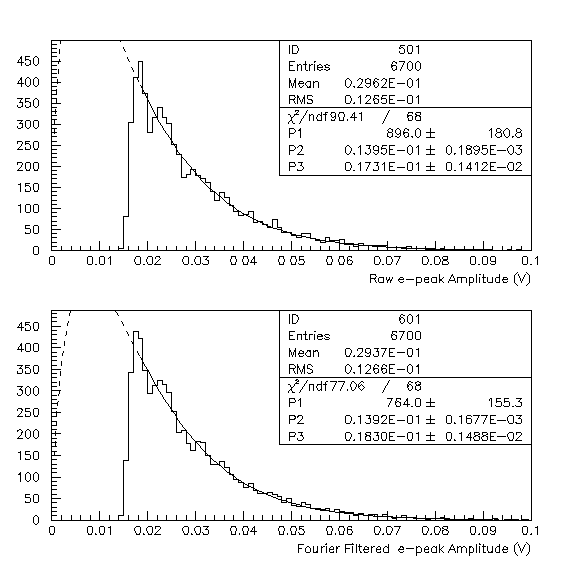 ID 501
Entries 6700
Mean 0.2962E-01
RMS 0.1265E-01
χ²/ndf 90.41 / 68
P1 896.0 ± 180.8
P2 0.1395E-01 ± 0.1895E-03
P3 0.1731E-01 ± 0.1412E-02
450
400
350
300
250
200
150
100
50
0
0 0.01 0.02 0.03 0.04 0 05 0 06 0.07 0.08 0.09 0.1
Raw e-peak Amplitude (V)
ID 601
Entries 6700
Mean 0.2937E-01
RMS 0.1266E-01
χ²/ndf 77.06 / 68
P1 764.0 ± 155.3
P2 0.1392E-01 ± 0.1677E-03
P3 0.1830E-01 ± 0.1488E-02
450
400
350
300
250
200
150
100
50
0
0 0.01 0.02 0.03 0.04 0.05 0.06 0.07 0.08 0.09 0.1
Fourier Filtered e-peak Amplitude (V)